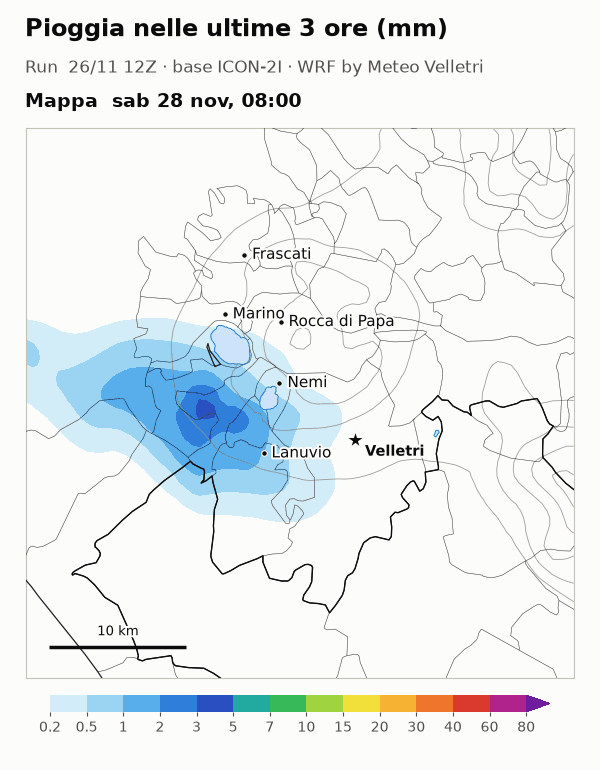 Pioggia nelle ultime 3 ore (mm)
Run  26/11 12Z · base ICON-2I · WRF by Meteo Velletri
Mappa  sab 28 nov, 08:00
Frascati
Marino
Rocca di Papa
Nemi
Velletri
Lanuvio
10 km
0.2 0.5 1 2 3 5 7 10 15 20 30 40 60 80